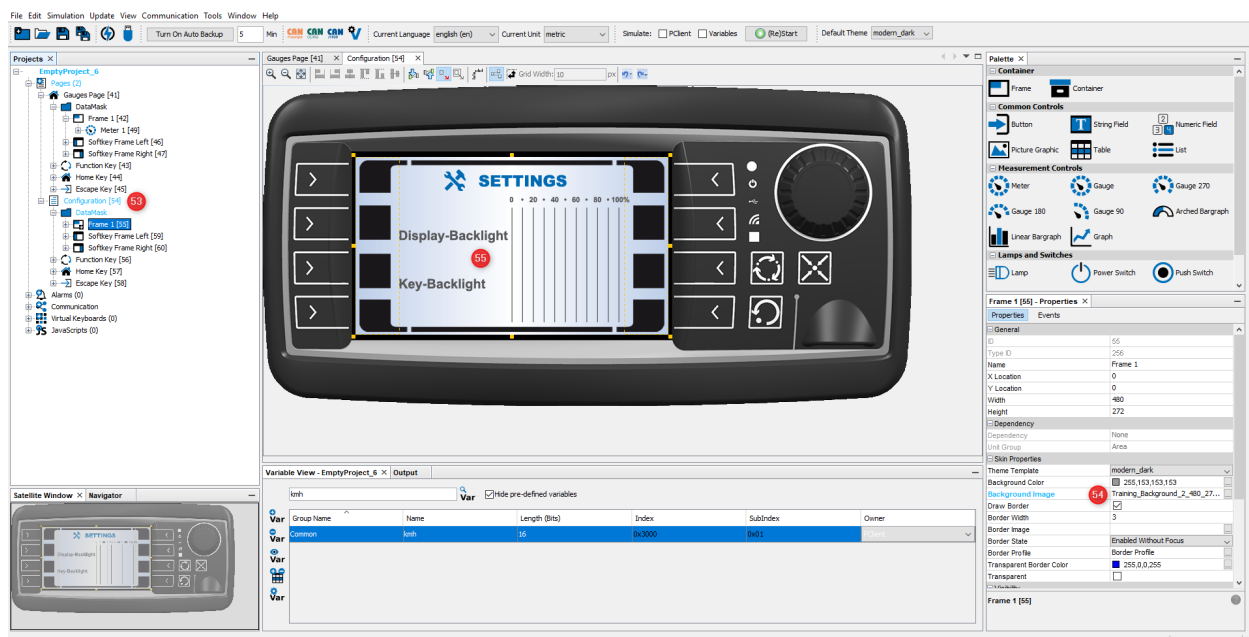 File Edit Simulation Update View Communication Tools Window Help
Turn On Auto Backup 5 Min CAN CAN CAN Current Language english (en) Current Unit metric Simulate: PClient Variables (Re)Start Default Theme modern_dark
Projects
EmptyProject_6
Pages (2)
Gauges Page [41]
DataMask
Frame 1 [42]
Meter 1 [49]
Softkey Frame Left [46]
Softkey Frame Right [47]
Function Key [43]
Home Key [44]
Escape Key [45]
Configuration [54] 53
DataMask
Frame 1 [55]
Softkey Frame Left [59]
Softkey Frame Right [60]
Function Key [56]
Home Key [57]
Escape Key [58]
Alarms (0)
Communication
Virtual Keyboards (0)
JS JavaScripts (0)
Satellite Window Navigator
SETTINGS
Display-Backlight
Key-Backlight
Gauges Page [41] Configuration [54]
Grid Width: 10 px
SETTINGS
0 • 20 • 40 • 60 • 80 • 100%
Display-Backlight
55
Key-Backlight
Variable View - EmptyProject_6 Output
kmh Var Hide pre-defined variables
Var Group Name Name Length (Bits) Index SubIndex Owner
Var Common kmh 16 0x3000 0x01 PClient
Var
Var
Palette
Container
Frame Container
Common Controls
Button T String Field 2 3 4 Numeric Field
Picture Graphic Table List
Measurement Controls
Meter Gauge Gauge 270
Gauge 180 Gauge 90 Arched Bargraph
Linear Bargraph Graph
Lamps and Switches
Lamp Power Switch Push Switch
Frame 1 [55] - Properties
Properties Events
General
ID 55
Type ID 256
Name Frame 1
X Location 0
Y Location 0
Width 480
Height 272
Dependency
Dependency None
Unit Group Area
Skin Properties
Theme Template modern_dark
Background Color 255,153,153,153
Background Image 54 Training_Background_2_480_27...
Draw Border
Border Width 3
Border Image
Border State Enabled Without Focus
Border Profile Border Profile
Transparent Border Color 255,0,0,255
Transparent
Frame 1 [55]